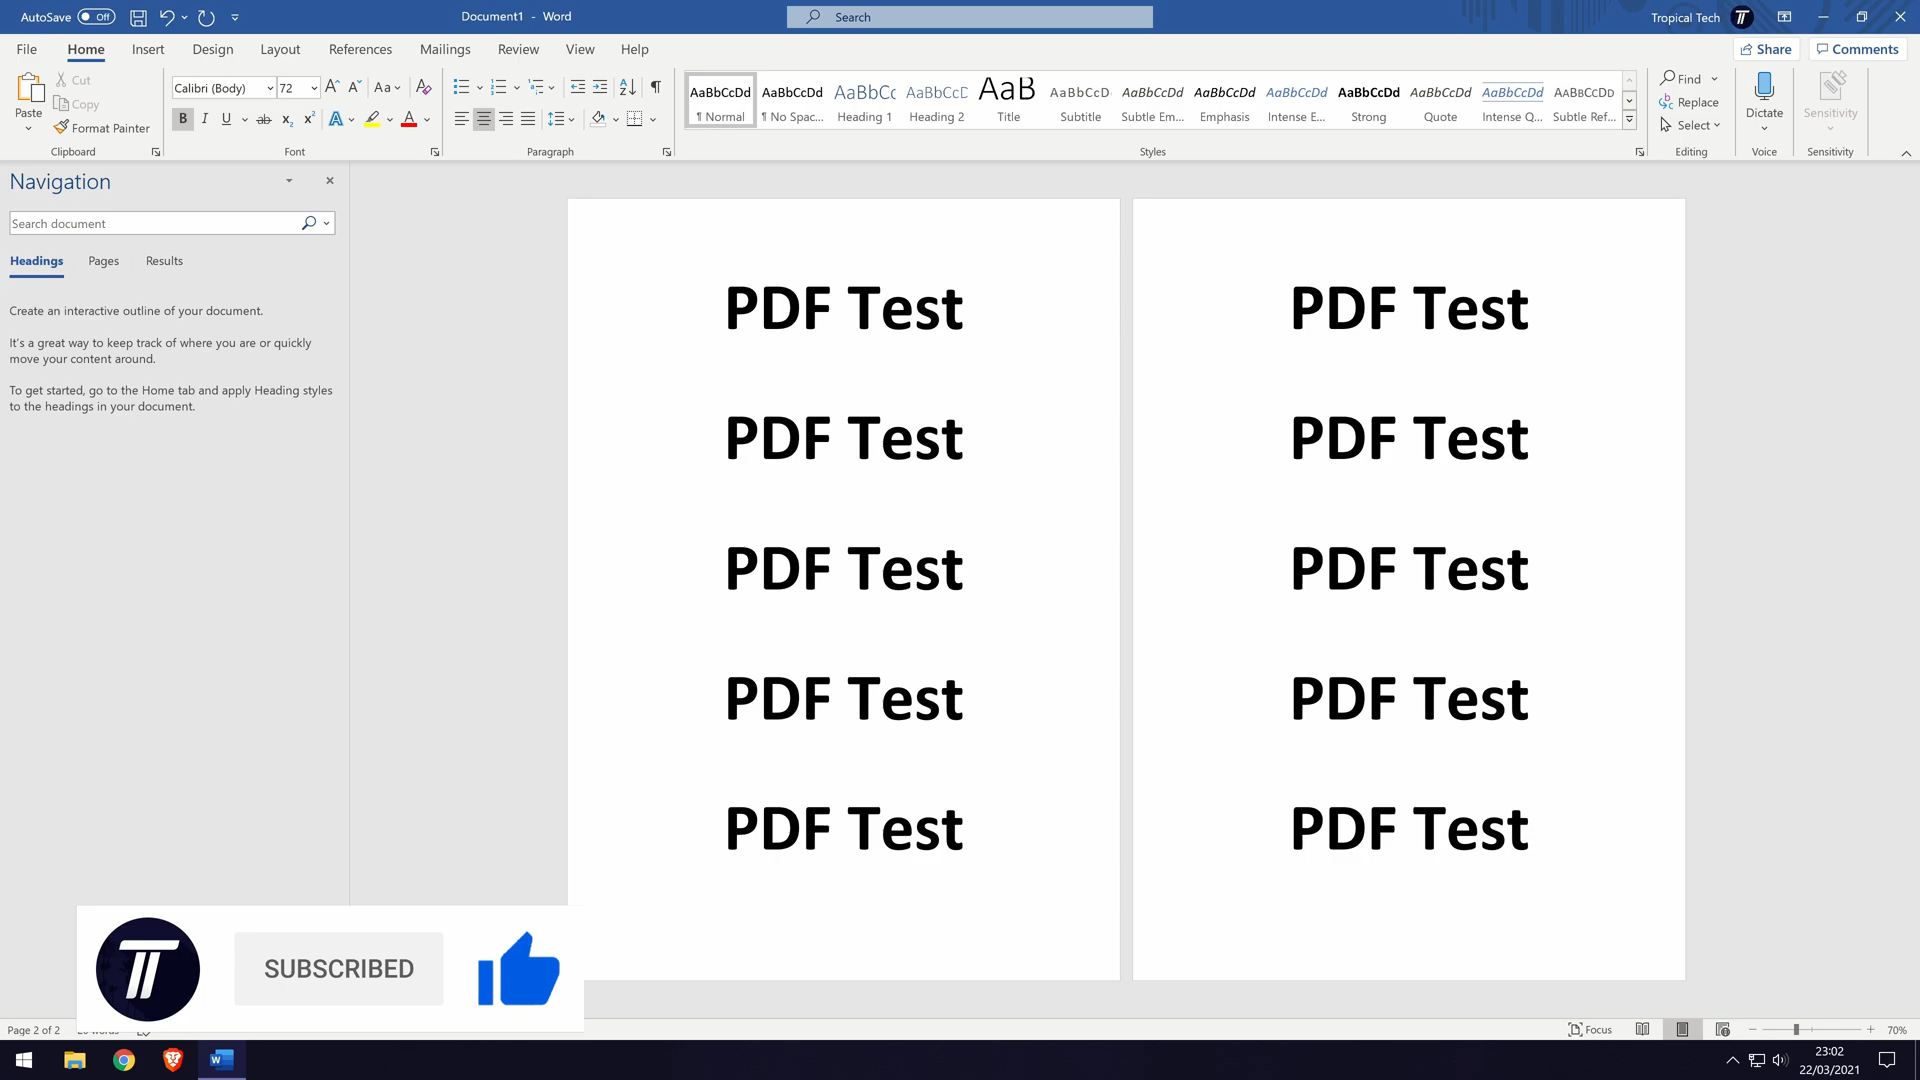 AutoSave Off
Document1 - Word
Search
Tropical Tech
File Home Insert Design Layout References Mailings Review View Help
Share Comments
Paste
Cut
Copy
Format Painter
Clipboard
Calibri (Body) 72
Font
Paragraph
AaBbCcDd AaBbCcDd AaBbCc AaBbCcD AaB AaBbCcD AaBbCcDd AaBbCcDd AaBbCcDd AaBbCcDd AaBbCcDd AaBbCcDd AaBbCcDd
¶ Normal ¶ No Spac... Heading 1 Heading 2 Title Subtitle Subtle Em... Emphasis Intense E... Strong Quote Intense Q... Subtle Ref...
Styles
Find
Replace
Select
Editing
Dictate
Voice
Sensitivity
Sensitivity
Navigation
Search document
Headings Pages Results
Create an interactive outline of your document.
It's a great way to keep track of where you are or quickly
move your content around.
To get started, go to the Home tab and apply Heading styles
to the headings in your document.
PDF Test
PDF Test
PDF Test
PDF Test
PDF Test
PDF Test
PDF Test
PDF Test
PDF Test
PDF Test
SUBSCRIBED
Page 2 of 2
Focus
70%
23:02
22/03/2021